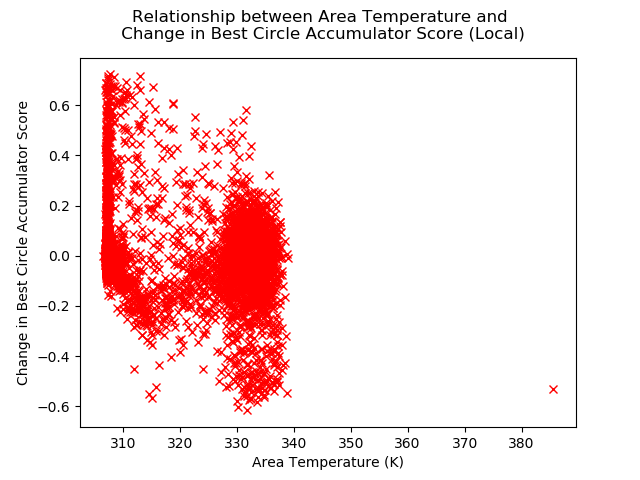 Relationship between Area Temperature and
Change in Best Circle Accumulator Score (Local)
Change in Best Circle Accumulator Score
0.6
0.4
0.2
0.0
−0.2
−0.4
−0.6
310 320 330 340 350 360 370 380
Area Temperature (K)